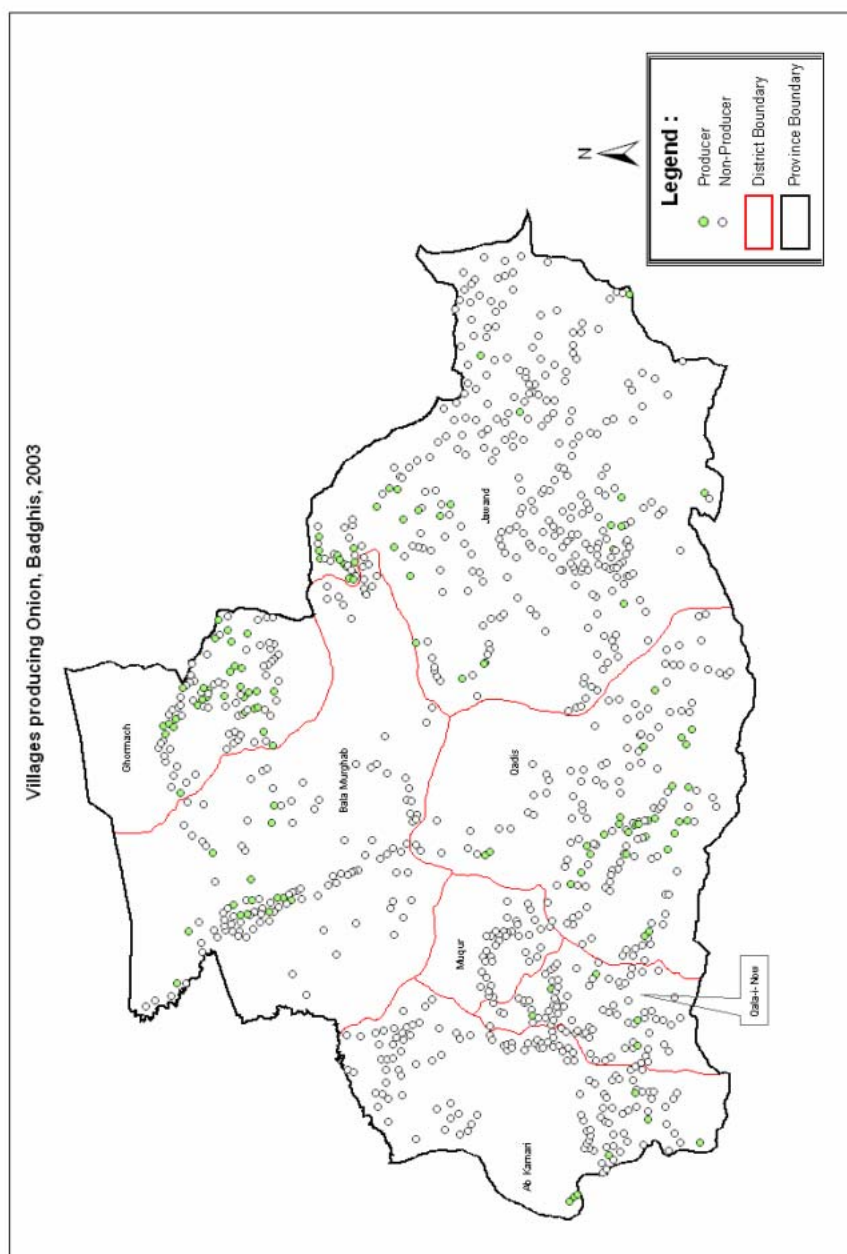 Villages producing Onion, Badghis, 2003
N
Ghormach
Bala Murghab
Jawand
Qadis
Muqur
Ab Kamari
Qala-i- Now
Legend :
Producer
Non-Producer
District Boundary
Province Boundary